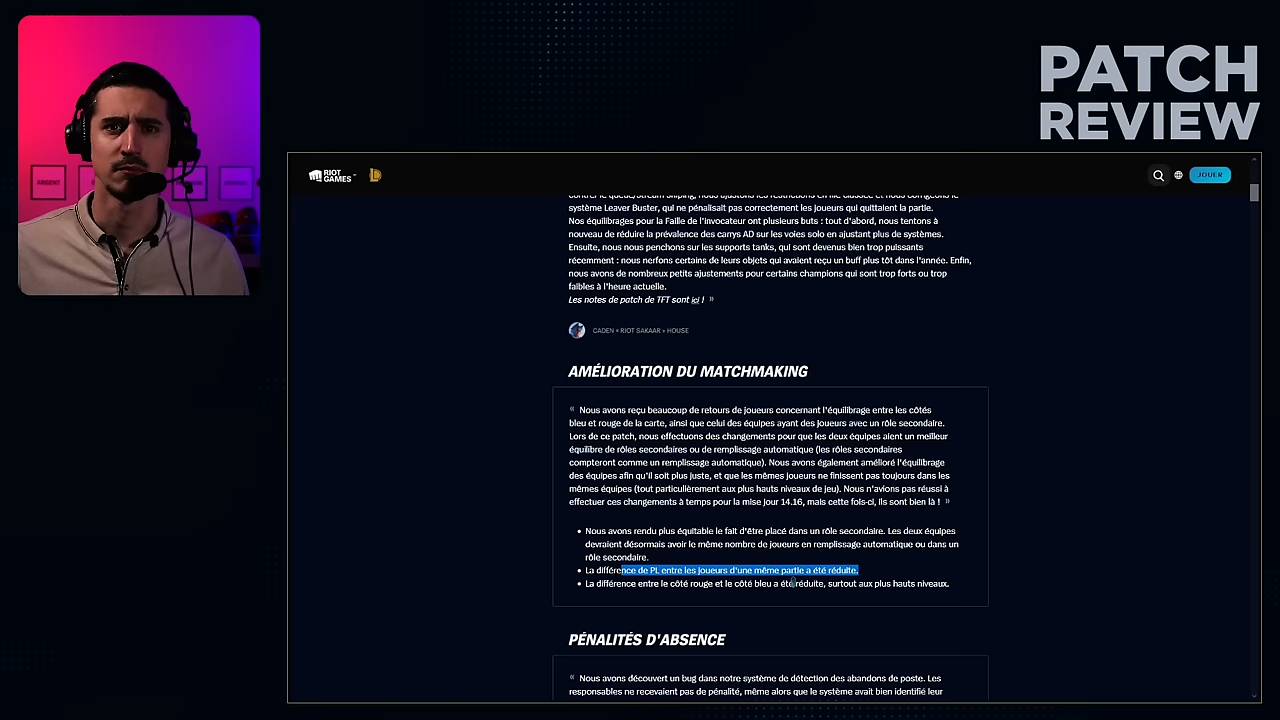 PATCH
REVIEW
ARGENT
RIOT
GAMES
JOUER
système Leaver Buster, qui ne pénalisait pas correctement les joueurs qui quittaient la partie.
Nos équilibrages pour la Faille de l'invocateur ont plusieurs buts : tout d'abord, nous tentons à
nouveau de réduire la prévalence des carrys AD sur les voies solo en ajustant plus de systèmes.
Ensuite, nous nous penchons sur les supports tanks, qui sont devenus bien trop puissants
récemment : nous nerfons certains de leurs objets qui avaient reçu un buff plus tôt dans l'année. Enfin,
nous avons de nombreux petits ajustements pour certains champions qui sont trop forts ou trop
faibles à l'heure actuelle.
Les notes de patch de TFT sont ici ! »
CADEN « RIOT SAKAAR » HOUSE
AMÉLIORATION DU MATCHMAKING
« Nous avons reçu beaucoup de retours de joueurs concernant l'équilibrage entre les côtés
bleu et rouge de la carte, ainsi que celui des équipes ayant des joueurs avec un rôle secondaire.
Lors de ce patch, nous effectuons des changements pour que les deux équipes aient un meilleur
équilibre de rôles secondaires ou de remplissage automatique (les rôles secondaires
compteront comme un remplissage automatique). Nous avons également amélioré l'équilibrage
des équipes afin qu'il soit plus juste, et que les mêmes joueurs ne finissent pas toujours dans les
mêmes équipes (tout particulièrement aux plus hauts niveaux de jeu). Nous n'avions pas réussi à
effectuer ces changements à temps pour la mise jour 14.16, mais cette fois-ci, ils sont bien là ! »
• Nous avons rendu plus équitable le fait d'être placé dans un rôle secondaire. Les deux équipes
devraient désormais avoir le même nombre de joueurs en remplissage automatique ou dans un
rôle secondaire.
• La différence de PL entre les joueurs d'une même partie a été réduite.
• La différence entre le côté rouge et le côté bleu a été réduite, surtout aux plus hauts niveaux.
PÉNALITÉS D'ABSENCE
« Nous avons découvert un bug dans notre système de détection des abandons de poste. Les
responsables ne recevaient pas de pénalité, même alors que le système avait bien identifié leur